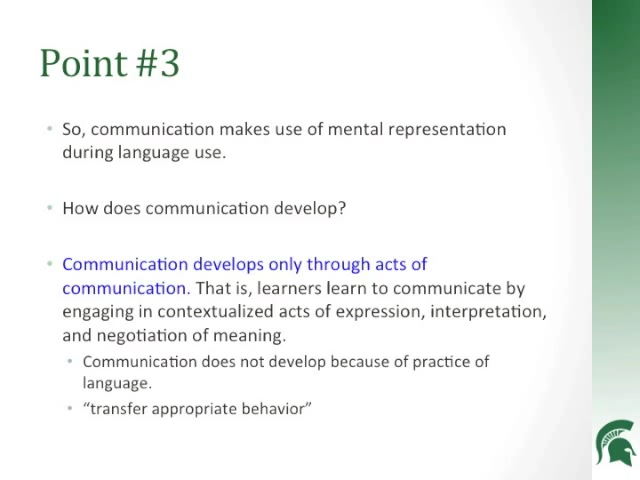 Point #3
• So, communication makes use of mental representation
during language use.
• How does communication develop?
• Communication develops only through acts of
communication. That is, learners learn to communicate by
engaging in contextualized acts of expression, interpretation,
and negotiation of meaning.
• Communication does not develop because of practice of
language.
• “transfer appropriate behavior”